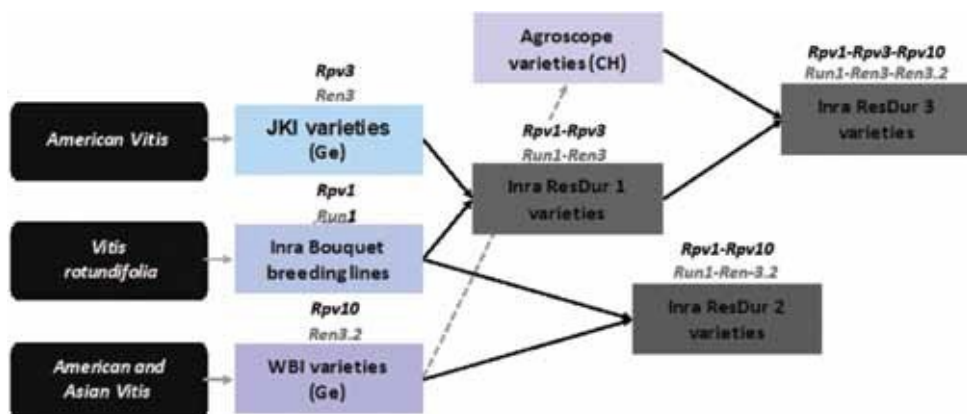 Agroscope
varieties (CH)
Rpv1-Rpv3-Rpv10
Run1-Ren3-Ren3.2
Inra ResDur 3
varieties
Rpv3
Ren3
American Vitis
JKI varieties
(Ge)
Rpv1-Rpv3
Run1-Ren3
Inra ResDur 1
varieties
Rpv1
Run1
Vitis
rotundifolia
Inra Bouquet
breeding lines
Rpv1-Rpv10
Run1-Ren-3.2
Inra ResDur 2
varieties
Rpv10
Ren3.2
American and
Asian Vitis
WBI varieties
(Ge)